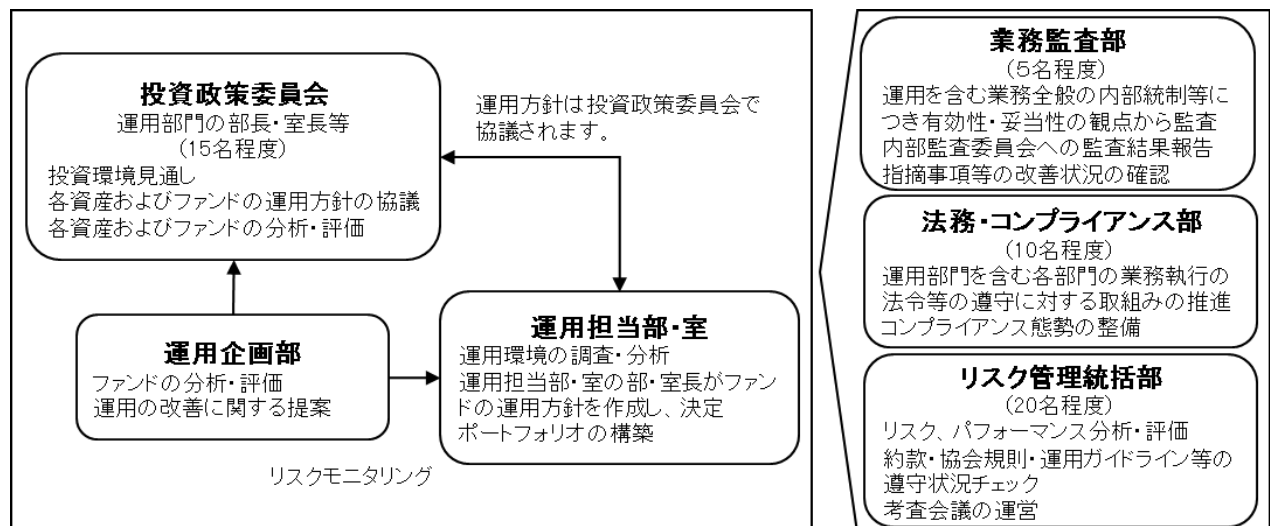 投資政策委員会
運用部門の部長・室長等
(15名程度)
投資環境見通し
各資産およびファンドの運用方針の協議
各資産およびファンドの分析・評価
運用方針は投資政策委員会で
協議されます。
運用企画部
ファンドの分析・評価
運用の改善に関する提案
運用担当部・室
運用環境の調査・分析
運用担当部・室の部・室長がファン
ドの運用方針を作成し、決定
ポートフォリオの構築
リスクモニタリング
業務監査部
(5名程度)
運用を含む業務全般の内部統制等に
つき有効性・妥当性の観点から監査
内部監査委員会への監査結果報告
指摘事項等の改善状況の確認
法務・コンプライアンス部
(10名程度)
運用部門を含む各部門の業務執行の
法令等の遵守に対する取組みの推進
コンプライアンス態勢の整備
リスク管理統括部
(20名程度)
リスク、パフォーマンス分析・評価
約款・協会規則・運用ガイドライン等の
遵守状況チェック
考査会議の運営